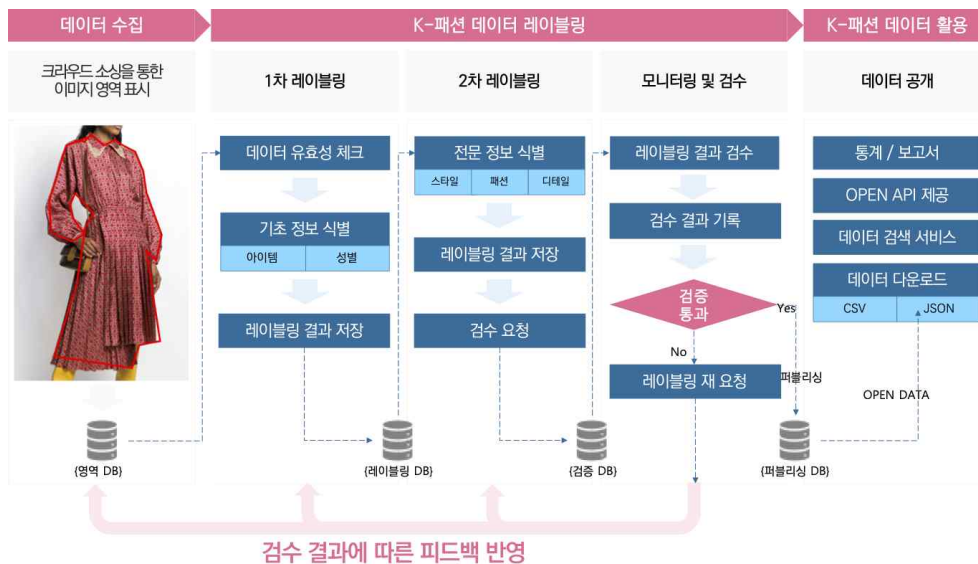 데이터 수집
K-패션 데이터 레이블링
K-패션 데이터 활용
크라우드 소싱을 통한
이미지 영역 표시
1차 레이블링
2차 레이블링
모니터링 및 검수
데이터 공개
데이터 유효성 체크
기초 정보 식별
아이템
성별
레이블링 결과 저장
전문 정보 식별
스타일
패션
디테일
레이블링 결과 저장
검수 요청
레이블링 결과 검수
검수 결과 기록
검증
통과
Yes
No
레이블링 재 요청
퍼블리싱
통계 / 보고서
OPEN API 제공
데이터 검색 서비스
데이터 다운로드
CSV
JSON
OPEN DATA
{영역 DB}
{레이블링 DB}
{검증 DB}
{퍼블리싱 DB}
검수 결과에 따른 피드백 반영